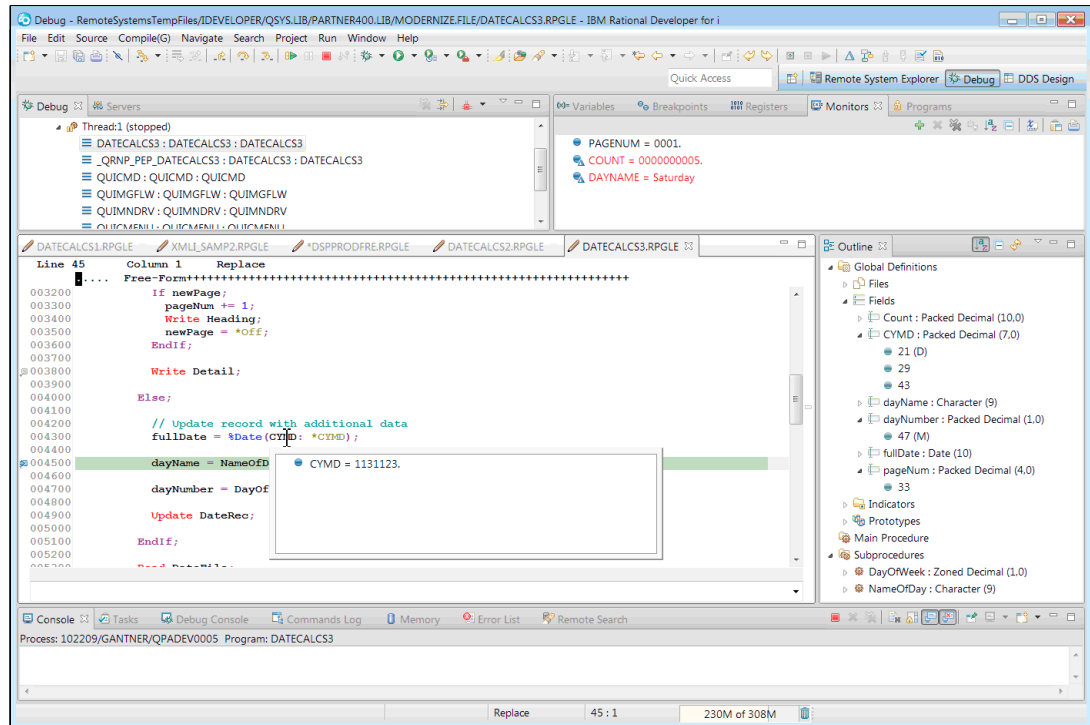 Debug - RemoteSystemsTempFiles/IDEVELOPER/QSYS.LIB/PARTNER400.LIB/MODERNIZE.FILE/DATECALCS3.RPGLE - IBM Rational Developer for i
File Edit Source Compile(G) Navigate Search Project Run Window Help
Quick Access
Remote System Explorer Debug DDS Design
Debug Servers
Variables Breakpoints Registers Monitors Programs
Thread:1 (stopped)
DATECALCS3 : DATECALCS3 : DATECALCS3
_QRNP_PEP_DATECALCS3 : DATECALCS3 : DATECALCS3
QUICMD : QUICMD : QUICMD
QUIMGFLW : QUIMGFLW : QUIMGFLW
QUIMNDRV : QUIMNDRV : QUIMNDRV
QUICMENU : QUICMENU : QUICMENU
PAGENUM = 0001.
COUNT = 0000000005.
DAYNAME = Saturday
DATECALCS1.RPGLE XMLI_SAMP2.RPGLE *DSPPRODFRE.RPGLE DATECALCS2.RPGLE DATECALCS3.RPGLE
Line 45 Column 1 Replace
..... Free-Form++++++++++++++++++++++++++++++++++++++++++++++++++++++++++++++++
003200 If newPage;
003300 pageNum += 1;
003400 Write Heading;
003500 newPage = *Off;
003600 EndIf;
003700
003800 Write Detail;
003900
004000 Else;
004100
004200 // Update record with additional data
004300 fullDate = %Date(CYMD: *CYMD);
004400
004500 dayName = NameOfD
004600
004700 dayNumber = DayOf
004800
004900 Update DateRec;
005000
005100 EndIf;
005200
005300 Read DateFile;
CYMD = 1131123.
Outline
Global Definitions
Files
Fields
Count : Packed Decimal (10,0)
CYMD : Packed Decimal (7,0)
21 (D)
29
43
dayName : Character (9)
dayNumber : Packed Decimal (1,0)
47 (M)
fullDate : Date (10)
pageNum : Packed Decimal (4,0)
33
Indicators
Prototypes
Main Procedure
Subprocedures
DayOfWeek : Zoned Decimal (1,0)
NameOfDay : Character (9)
Console Tasks Debug Console Commands Log Memory Error List Remote Search
Process: 102209/GANTNER/QPADEV0005 Program: DATECALCS3
Replace 45 : 1 230M of 308M